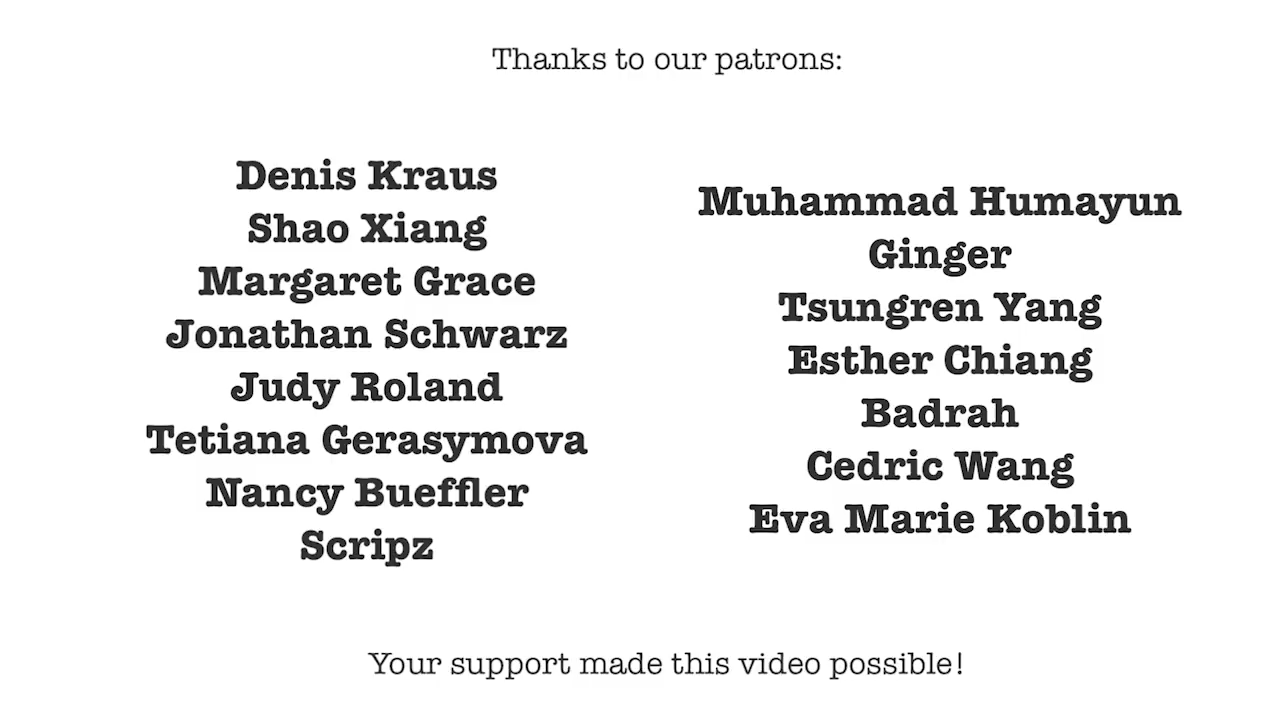 Thanks to our patrons:
Denis Kraus
Shao Xiang
Margaret Grace
Jonathan Schwarz
Judy Roland
Tetiana Gerasymova
Nancy Bueffler
Scripz
Muhammad Humayun
Ginger
Tsungren Yang
Esther Chiang
Badrah
Cedric Wang
Eva Marie Koblin
Your support made this video possible!